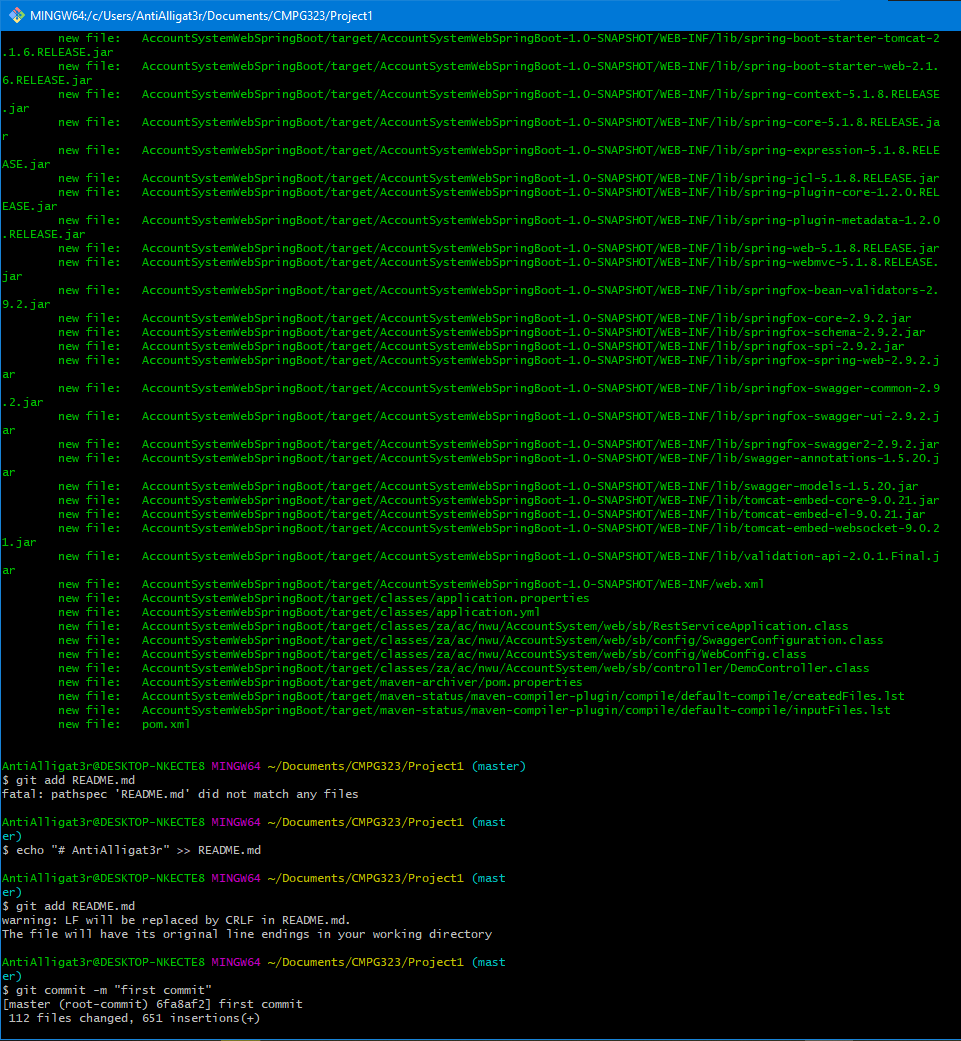 MINGW64:/c/Users/AntiAlligat3r/Documents/CMPG323/Project1
new file:   AccountSystemWebSpringBoot/target/AccountSystemWebSpringBoot-1.0-SNAPSHOT/WEB-INF/lib/spring-boot-starter-tomcat-2
.1.6.RELEASE.jar
new file:   AccountSystemWebSpringBoot/target/AccountSystemWebSpringBoot-1.0-SNAPSHOT/WEB-INF/lib/spring-boot-starter-web-2.1.
6.RELEASE.jar
new file:   AccountSystemWebSpringBoot/target/AccountSystemWebSpringBoot-1.0-SNAPSHOT/WEB-INF/lib/spring-context-5.1.8.RELEASE
.jar
new file:   AccountSystemWebSpringBoot/target/AccountSystemWebSpringBoot-1.0-SNAPSHOT/WEB-INF/lib/spring-core-5.1.8.RELEASE.ja
r
new file:   AccountSystemWebSpringBoot/target/AccountSystemWebSpringBoot-1.0-SNAPSHOT/WEB-INF/lib/spring-expression-5.1.8.RELE
ASE.jar
new file:   AccountSystemWebSpringBoot/target/AccountSystemWebSpringBoot-1.0-SNAPSHOT/WEB-INF/lib/spring-jcl-5.1.8.RELEASE.jar
new file:   AccountSystemWebSpringBoot/target/AccountSystemWebSpringBoot-1.0-SNAPSHOT/WEB-INF/lib/spring-plugin-core-1.2.0.REL
EASE.jar
new file:   AccountSystemWebSpringBoot/target/AccountSystemWebSpringBoot-1.0-SNAPSHOT/WEB-INF/lib/spring-plugin-metadata-1.2.0
.RELEASE.jar
new file:   AccountSystemWebSpringBoot/target/AccountSystemWebSpringBoot-1.0-SNAPSHOT/WEB-INF/lib/spring-web-5.1.8.RELEASE.jar
new file:   AccountSystemWebSpringBoot/target/AccountSystemWebSpringBoot-1.0-SNAPSHOT/WEB-INF/lib/spring-webmvc-5.1.8.RELEASE.
jar
new file:   AccountSystemWebSpringBoot/target/AccountSystemWebSpringBoot-1.0-SNAPSHOT/WEB-INF/lib/springfox-bean-validators-2.
9.2.jar
new file:   AccountSystemWebSpringBoot/target/AccountSystemWebSpringBoot-1.0-SNAPSHOT/WEB-INF/lib/springfox-core-2.9.2.jar
new file:   AccountSystemWebSpringBoot/target/AccountSystemWebSpringBoot-1.0-SNAPSHOT/WEB-INF/lib/springfox-schema-2.9.2.jar
new file:   AccountSystemWebSpringBoot/target/AccountSystemWebSpringBoot-1.0-SNAPSHOT/WEB-INF/lib/springfox-spi-2.9.2.jar
new file:   AccountSystemWebSpringBoot/target/AccountSystemWebSpringBoot-1.0-SNAPSHOT/WEB-INF/lib/springfox-spring-web-2.9.2.j
ar
new file:   AccountSystemWebSpringBoot/target/AccountSystemWebSpringBoot-1.0-SNAPSHOT/WEB-INF/lib/springfox-swagger-common-2.9
.2.jar
new file:   AccountSystemWebSpringBoot/target/AccountSystemWebSpringBoot-1.0-SNAPSHOT/WEB-INF/lib/springfox-swagger-ui-2.9.2.j
ar
new file:   AccountSystemWebSpringBoot/target/AccountSystemWebSpringBoot-1.0-SNAPSHOT/WEB-INF/lib/springfox-swagger2-2.9.2.jar
new file:   AccountSystemWebSpringBoot/target/AccountSystemWebSpringBoot-1.0-SNAPSHOT/WEB-INF/lib/swagger-annotations-1.5.20.j
ar
new file:   AccountSystemWebSpringBoot/target/AccountSystemWebSpringBoot-1.0-SNAPSHOT/WEB-INF/lib/swagger-models-1.5.20.jar
new file:   AccountSystemWebSpringBoot/target/AccountSystemWebSpringBoot-1.0-SNAPSHOT/WEB-INF/lib/tomcat-embed-core-9.0.21.jar
new file:   AccountSystemWebSpringBoot/target/AccountSystemWebSpringBoot-1.0-SNAPSHOT/WEB-INF/lib/tomcat-embed-el-9.0.21.jar
new file:   AccountSystemWebSpringBoot/target/AccountSystemWebSpringBoot-1.0-SNAPSHOT/WEB-INF/lib/tomcat-embed-websocket-9.0.2
1.jar
new file:   AccountSystemWebSpringBoot/target/AccountSystemWebSpringBoot-1.0-SNAPSHOT/WEB-INF/lib/validation-api-2.0.1.Final.j
ar
new file:   AccountSystemWebSpringBoot/target/AccountSystemWebSpringBoot-1.0-SNAPSHOT/WEB-INF/web.xml
new file:   AccountSystemWebSpringBoot/target/classes/application.properties
new file:   AccountSystemWebSpringBoot/target/classes/application.yml
new file:   AccountSystemWebSpringBoot/target/classes/za/ac/nwu/AccountSystem/web/sb/RestServiceApplication.class
new file:   AccountSystemWebSpringBoot/target/classes/za/ac/nwu/AccountSystem/web/sb/config/SwaggerConfiguration.class
new file:   AccountSystemWebSpringBoot/target/classes/za/ac/nwu/AccountSystem/web/sb/config/WebConfig.class
new file:   AccountSystemWebSpringBoot/target/classes/za/ac/nwu/AccountSystem/web/sb/controller/DemoController.class
new file:   AccountSystemWebSpringBoot/target/maven-archiver/pom.properties
new file:   AccountSystemWebSpringBoot/target/maven-status/maven-compiler-plugin/compile/default-compile/createdFiles.lst
new file:   AccountSystemWebSpringBoot/target/maven-status/maven-compiler-plugin/compile/default-compile/inputFiles.lst
new file:   pom.xml
AntiAlligat3r@DESKTOP-NKECTE8 MINGW64 ~/Documents/CMPG323/Project1 (master)
$ git add README.md
fatal: pathspec 'README.md' did not match any files
AntiAlligat3r@DESKTOP-NKECTE8 MINGW64 ~/Documents/CMPG323/Project1 (mast
er)
$ echo "# AntiAlligat3r" >> README.md
AntiAlligat3r@DESKTOP-NKECTE8 MINGW64 ~/Documents/CMPG323/Project1 (mast
er)
$ git add README.md
warning: LF will be replaced by CRLF in README.md.
The file will have its original line endings in your working directory
AntiAlligat3r@DESKTOP-NKECTE8 MINGW64 ~/Documents/CMPG323/Project1 (mast
er)
$ git commit -m "first commit"
[master (root-commit) 6fa8af2] first commit
112 files changed, 651 insertions(+)